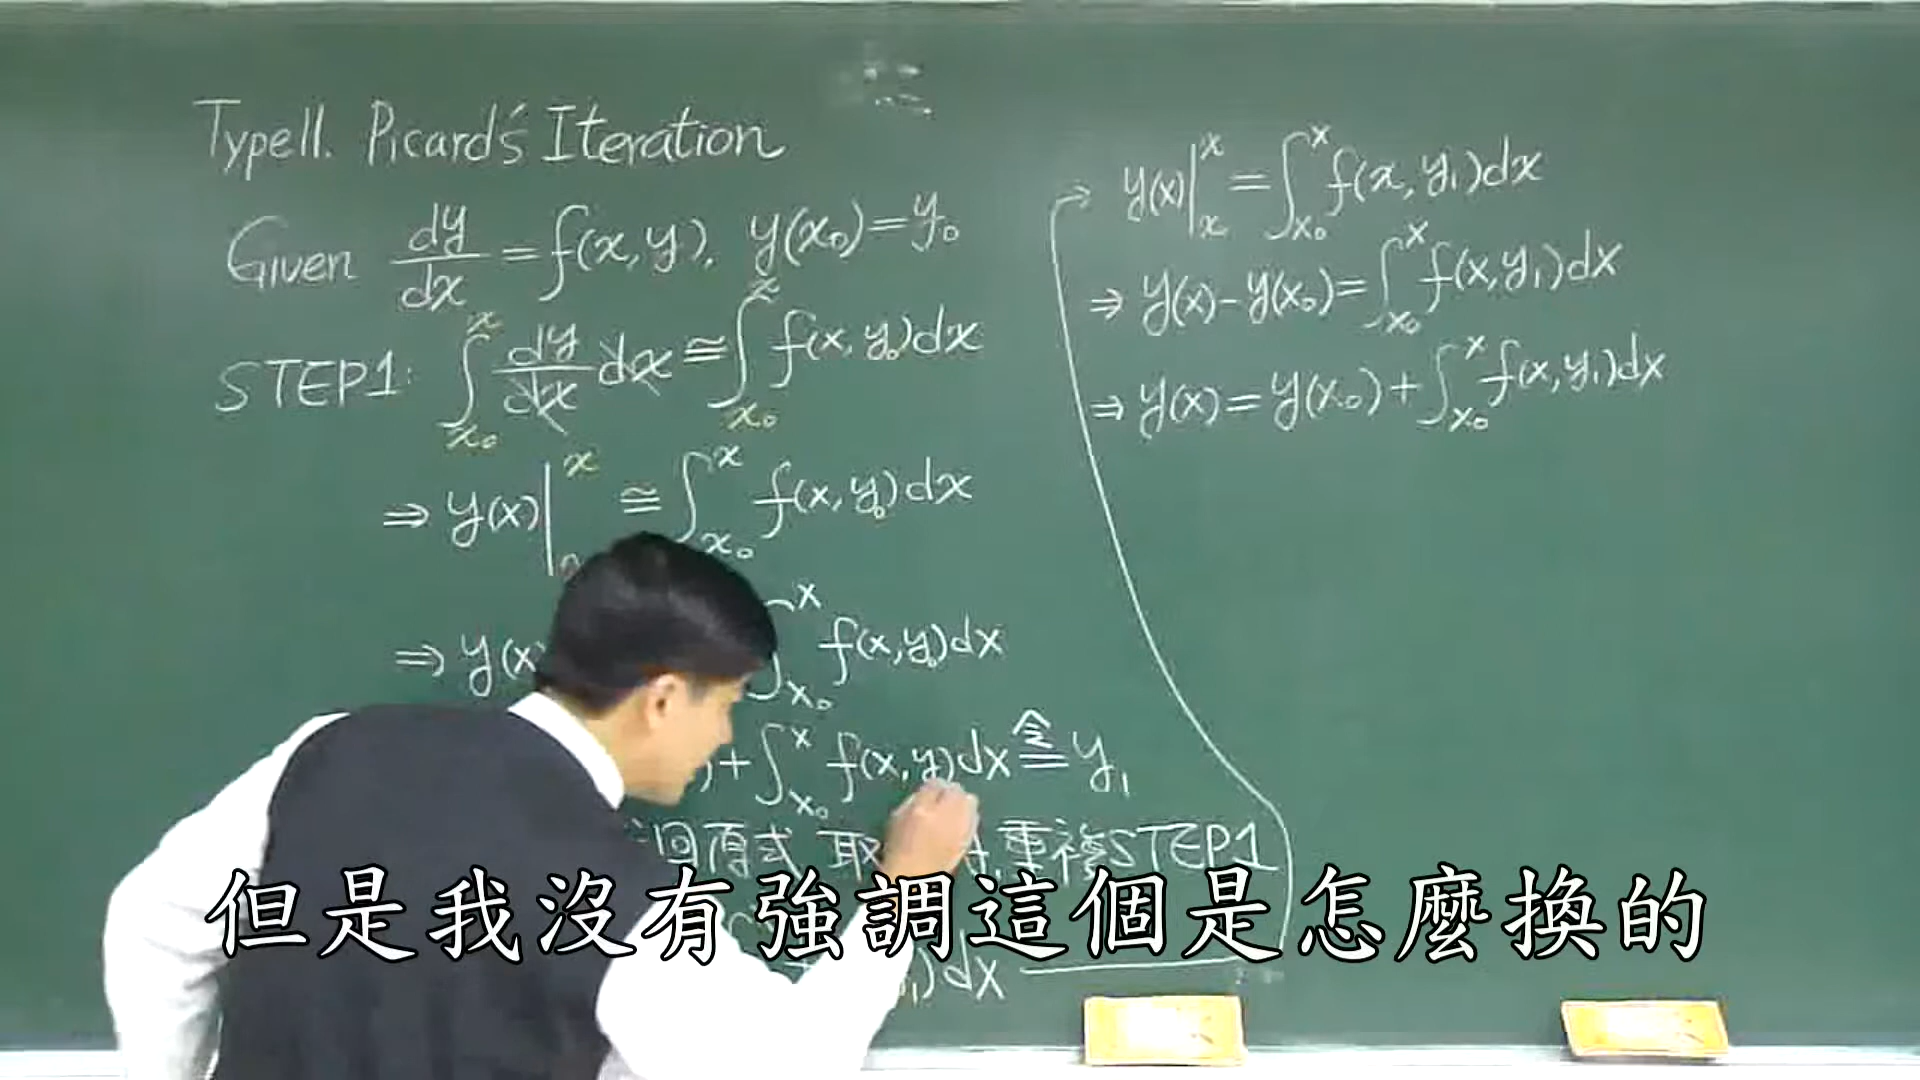 TypeII. Picard's Iteration
Given dy/dx = f(x, y), y(x₀) = y₀
STEP1: ∫_{x₀}^{x} dy/dx dx ≅ ∫_{x₀}^{x} f(x, y₀)dx
⇒ y(x)|^{x} ≅ ∫_{x₀}^{x} f(x, y₀)dx
⇒ y(x) ∫_{x₀}^{x} f(x, y₀)dx
) + ∫_{x₀}^{x} f(x, y)dx ≜令 y₁
回原式 取 重複STEP1
₁)dx
→ y(x)|_{x}^{x} = ∫_{x₀}^{x} f(x, y₁)dx
⇒ y(x) - y(x₀) = ∫_{x₀}^{x} f(x, y₁)dx
⇒ y(x) = y(x₀) + ∫_{x₀}^{x} f(x, y₁)dx
但是我沒有強調這個是怎麼換的